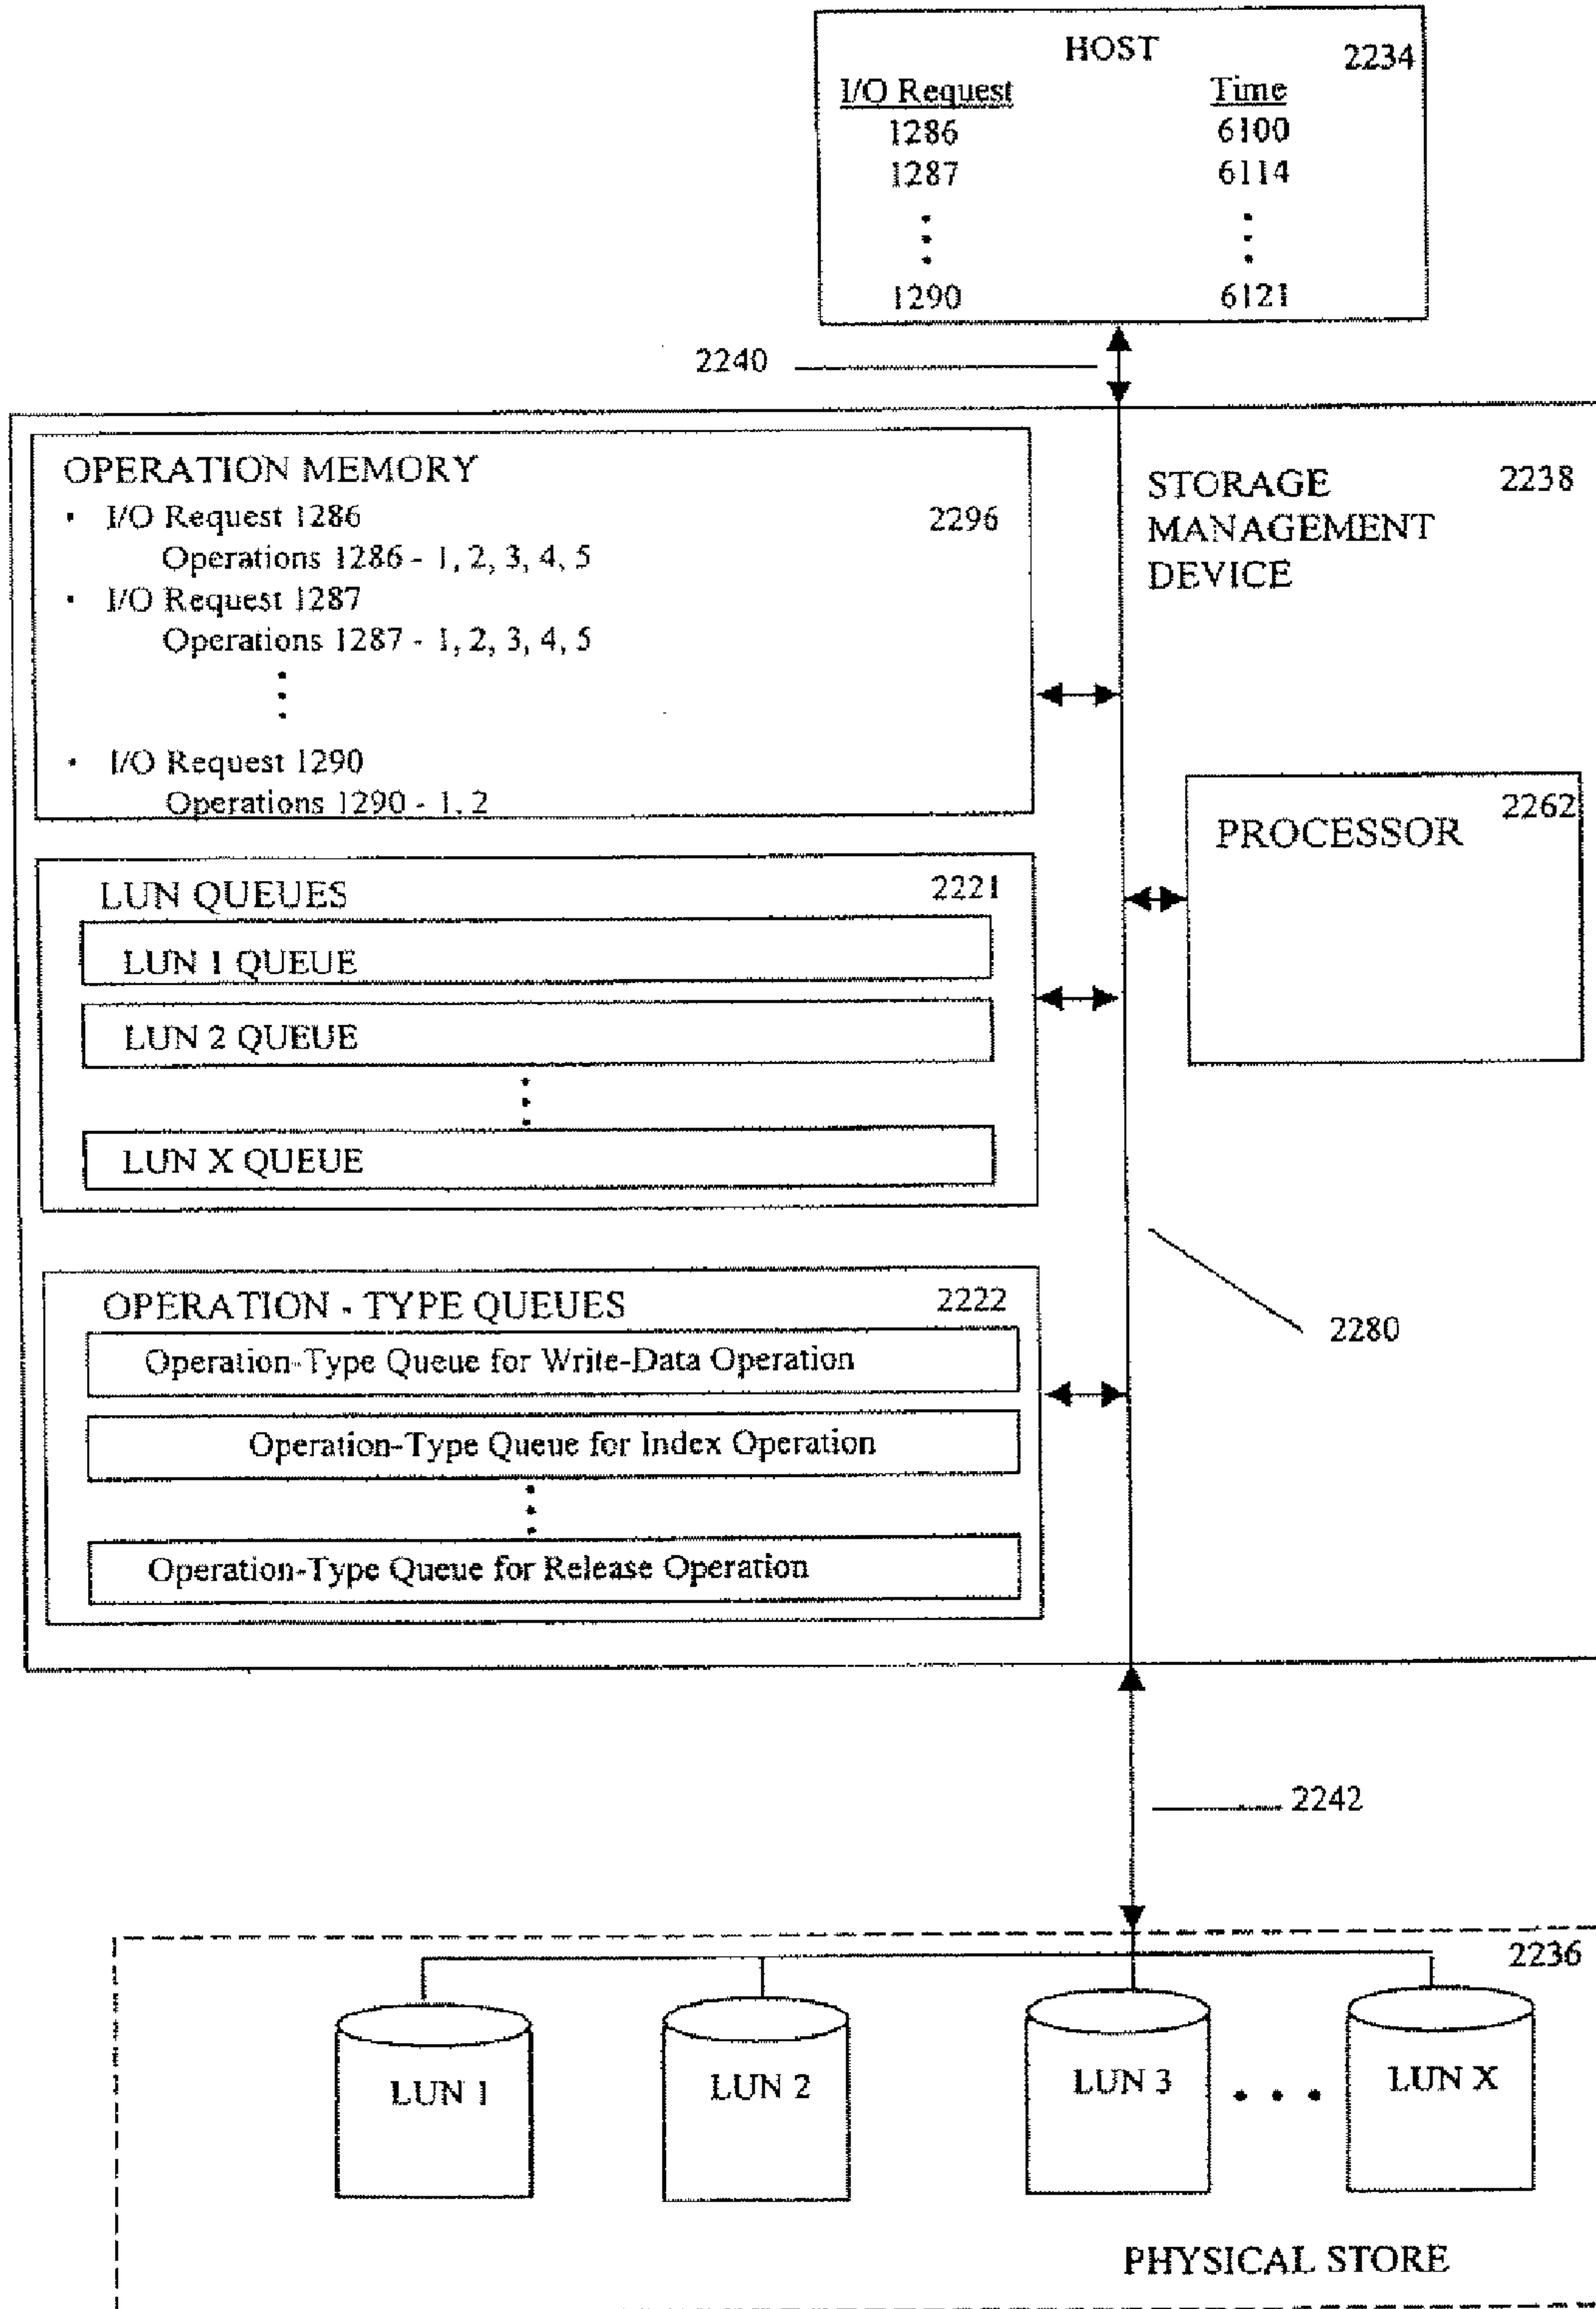 HOST 2234
I/O Request Time
1286 6100
1287 6114
1290 6121
2240
OPERATION MEMORY
• I/O Request 1286 2296
Operations 1286 - 1, 2, 3, 4, 5
• I/O Request 1287
Operations 1287 - 1, 2, 3, 4, 5
• I/O Request 1290
Operations 1290 - 1, 2
STORAGE 2238
MANAGEMENT
DEVICE
2262
PROCESSOR
LUN QUEUES 2221
LUN 1 QUEUE
LUN 2 QUEUE
LUN X QUEUE
OPERATION - TYPE QUEUES 2222
Operation-Type Queue for Write-Data Operation
Operation-Type Queue for Index Operation
Operation-Type Queue for Release Operation
2280
2242
2236
LUN 1 LUN 2 LUN 3 LUN X
PHYSICAL STORE